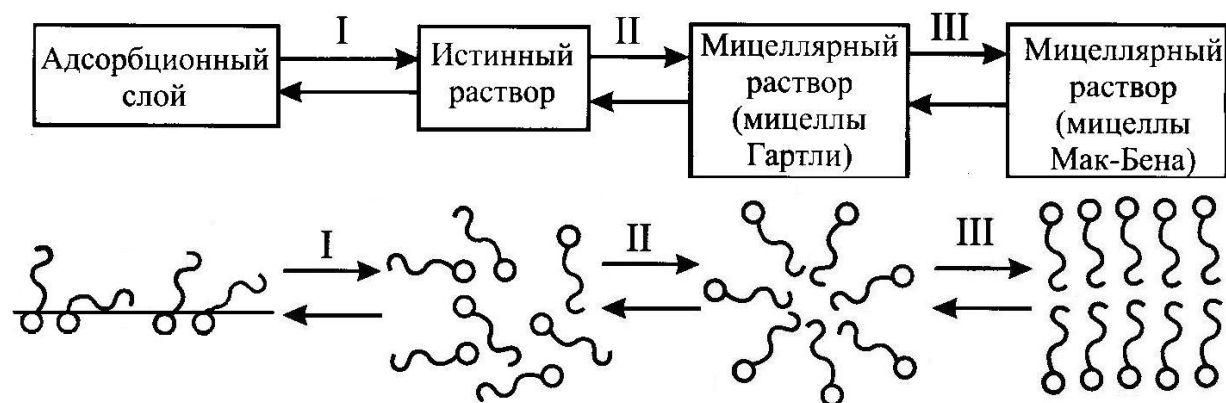 I
II
III
Адсорбционный
слой
Истинный
раствор
Мицеллярный
раствор
(мицеллы
Гартли)
Мицеллярный
раствор
(мицеллы
Мак-Бена)
I
II
III